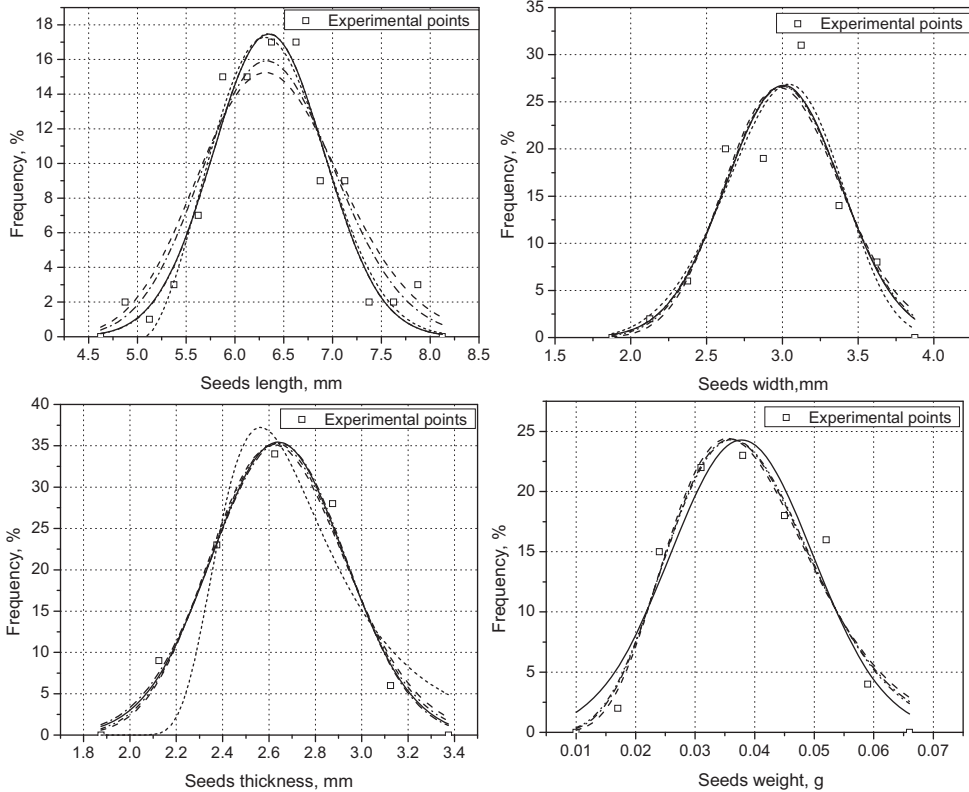 Experimental points
18
16
14
12
10
8
6
4
2
0
Frequency, %
4.5 5.0 5.5 6.0 6.5 7.0 7.5 8.0 8.5
Seeds length, mm
Experimental points
35
30
25
20
15
10
5
0
Frequency, %
1.5 2.0 2.5 3.0 3.5 4.0
Seeds width,mm
Experimental points
40
35
30
25
20
15
10
5
0
Frequency, %
1.8 2.0 2.2 2.4 2.6 2.8 3.0 3.2 3.4
Seeds thickness, mm
Experimental points
25
20
15
10
5
0
Frequency, %
0.01 0.02 0.03 0.04 0.05 0.06 0.07
Seeds weight, g